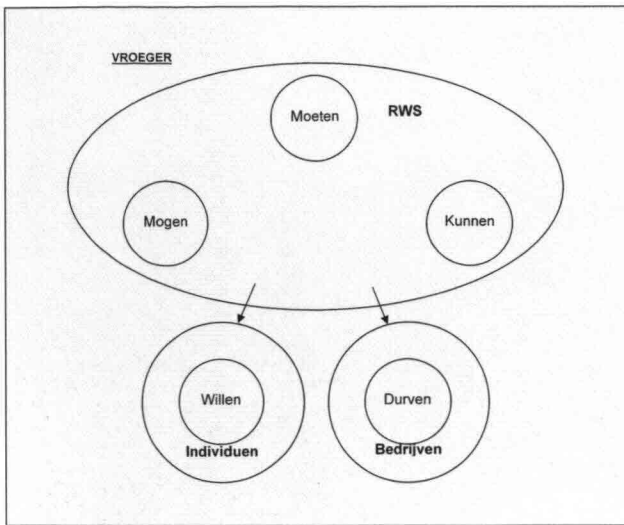 VROEGER
Moeten
RWS
Mogen
Kunnen
Willen
Durven
Individuen
Bedrijven